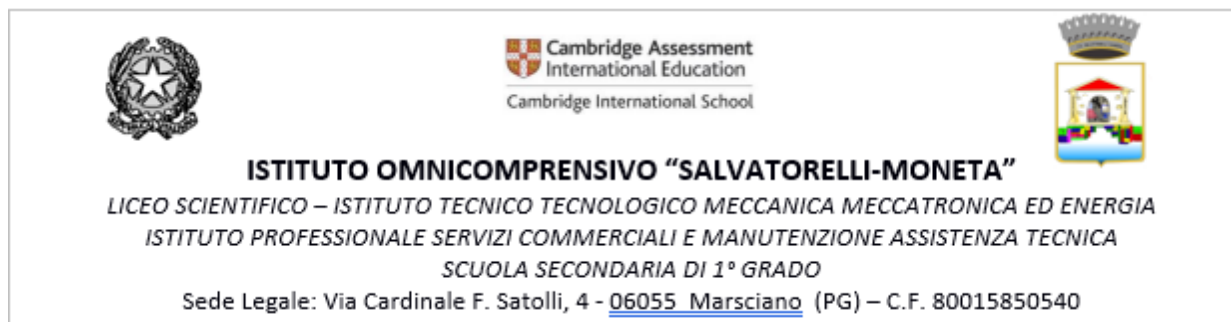 Cambridge Assessment
International Education
Cambridge International School
ISTITUTO OMNICOMPRENSIVO “SALVATORELLI-MONETA”
LICEO SCIENTIFICO – ISTITUTO TECNICO TECNOLOGICO MECCANICA MECCATRONICA ED ENERGIA
ISTITUTO PROFESSIONALE SERVIZI COMMERCIALI E MANUTENZIONE ASSISTENZA TECNICA
SCUOLA SECONDARIA DI 1° GRADO
Sede Legale: Via Cardinale F. Satolli, 4 - 06055 Marsciano (PG) – C.F. 80015850540